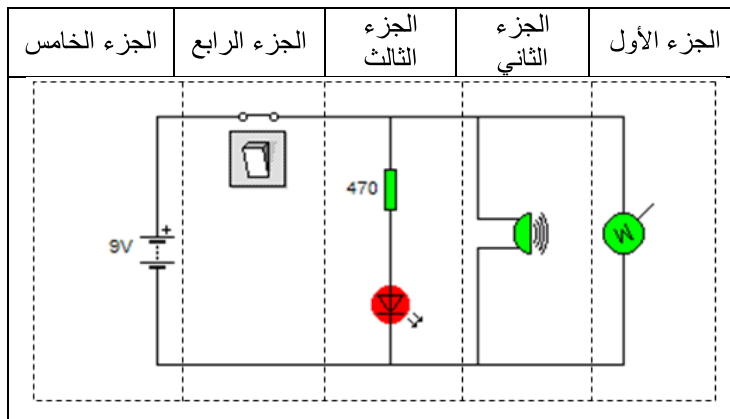 الجزء الأول
الجزء الثاني
الجزء الثالث
الجزء الرابع
الجزء الخامس
470
9V
+
M